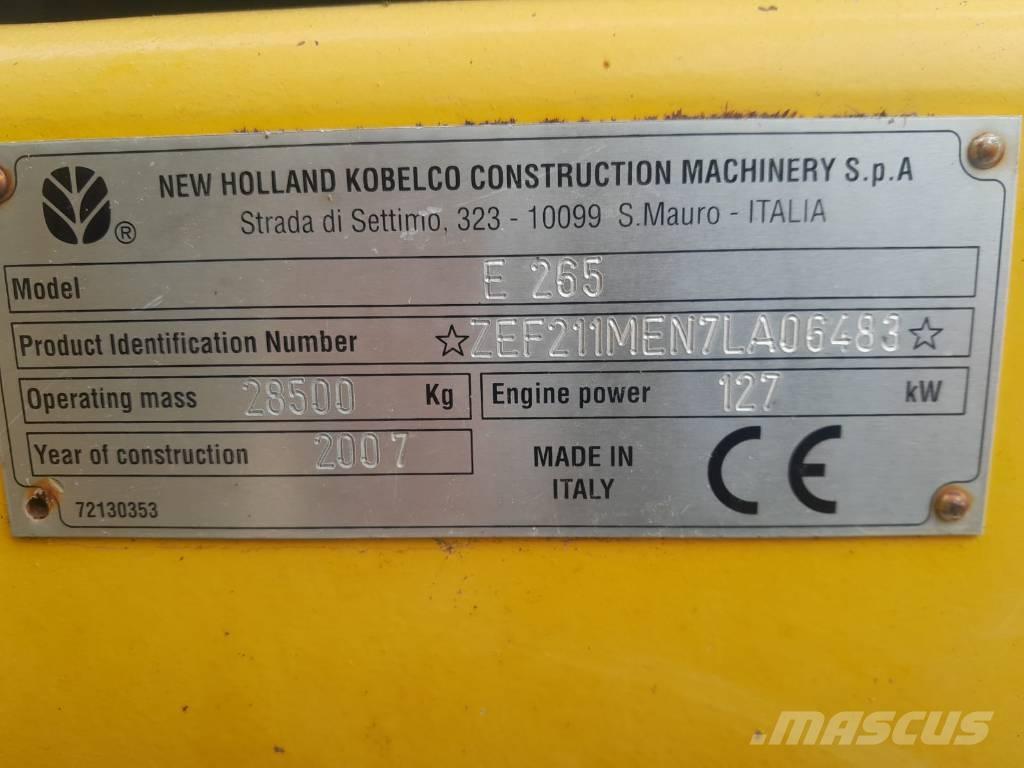 NEW HOLLAND KOBELCO CONSTRUCTION MACHINERY S.p.A
®
Strada di Settimo, 323 - 10099 S.Mauro - ITALIA
Model E 265
Product Identification Number ☆ZEF211MEN7LA06483☆
Operating mass 28500 Kg Engine power 127 kW
Year of construction 2007
MADE IN
ITALY
CE
72130353
MASCUS